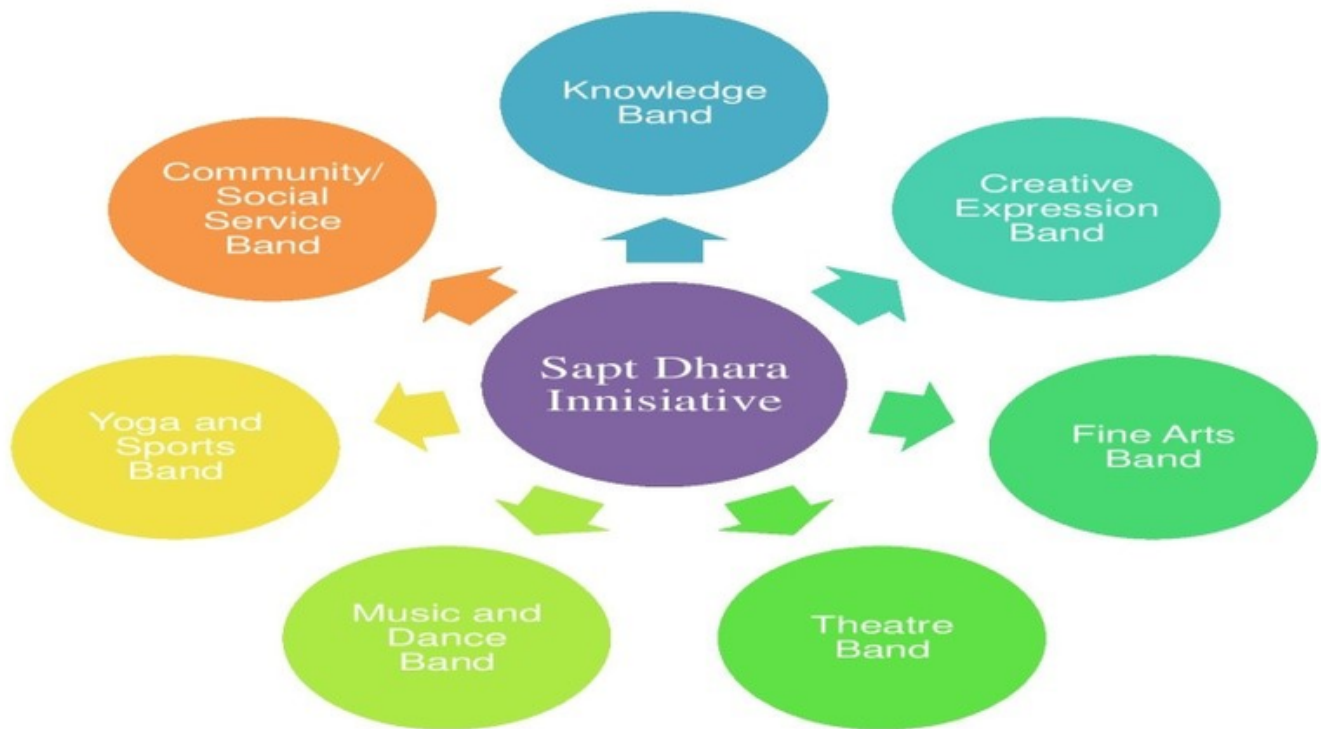 Knowledge
Band
Creative
Expression
Band
Fine Arts
Band
Theatre
Band
Music and
Dance
Band
Yoga and
Sports
Band
Community/
Social
Service
Band
Sapt Dhara
Innisiative